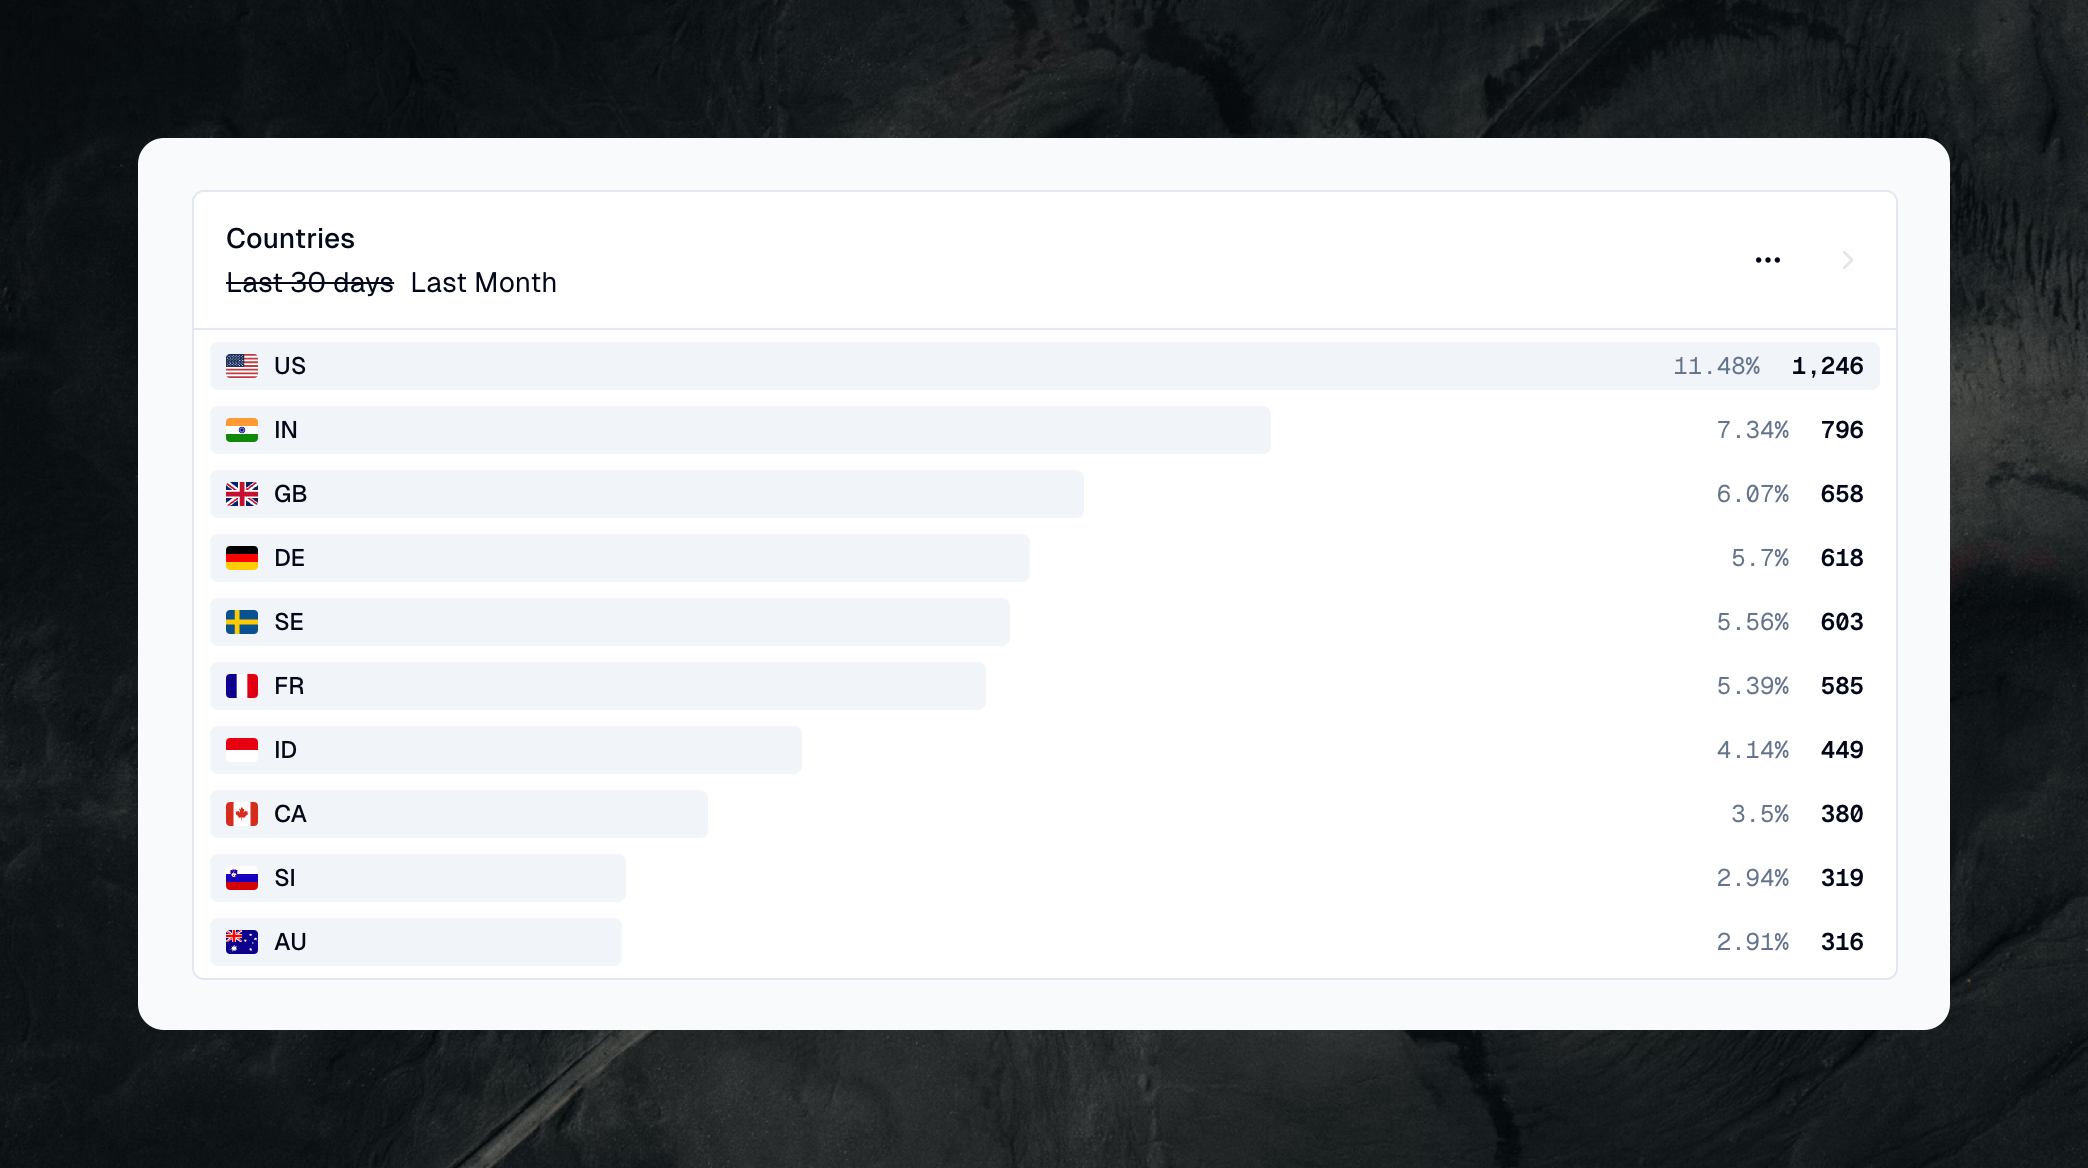 Countries
Last 30 days Last Month
US 11.48% 1,246
IN 7.34% 796
GB 6.07% 658
DE 5.7% 618
SE 5.56% 603
FR 5.39% 585
ID 4.14% 449
CA 3.5% 380
SI 2.94% 319
AU 2.91% 316